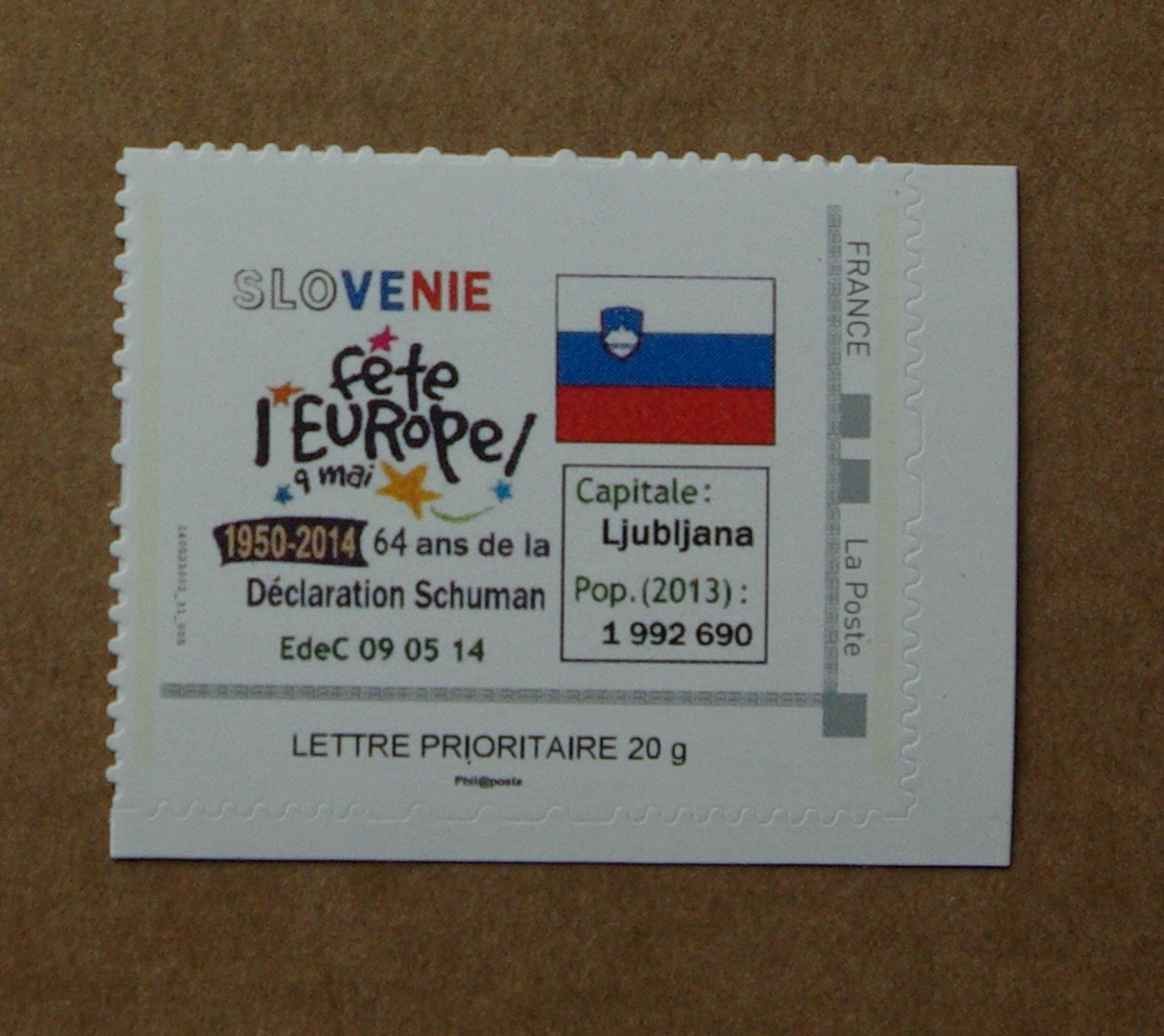 SLOVENIE
fête
l'EUROPE!
9 mai
1950-2014 64 ans de la
Déclaration Schuman
EdeC 09 05 14
Capitale:
Ljubljana
Pop.(2013):
1 992 690
FRANCE
La Poste
LETTRE PRIORITAIRE 20 g
Phil@poste